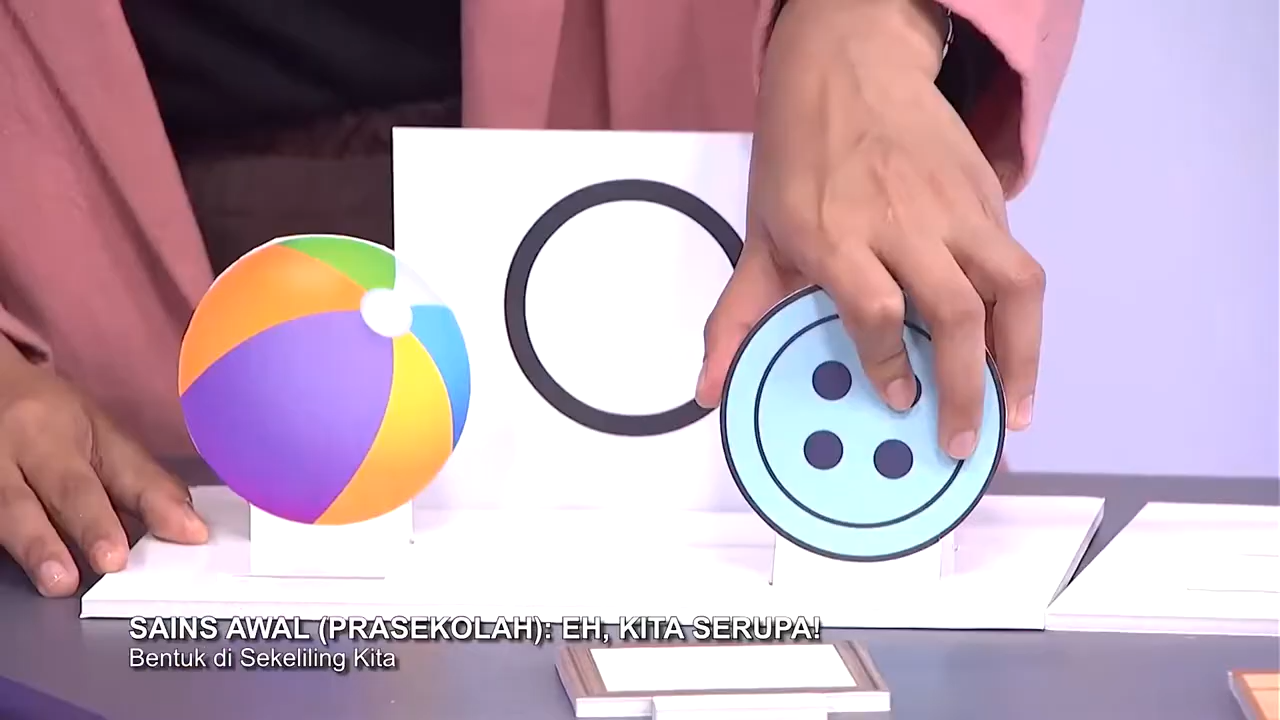 SAINS AWAL (PRASEKOLAH): EH, KITA SERUPA!
Bentuk di Sekeliling Kita